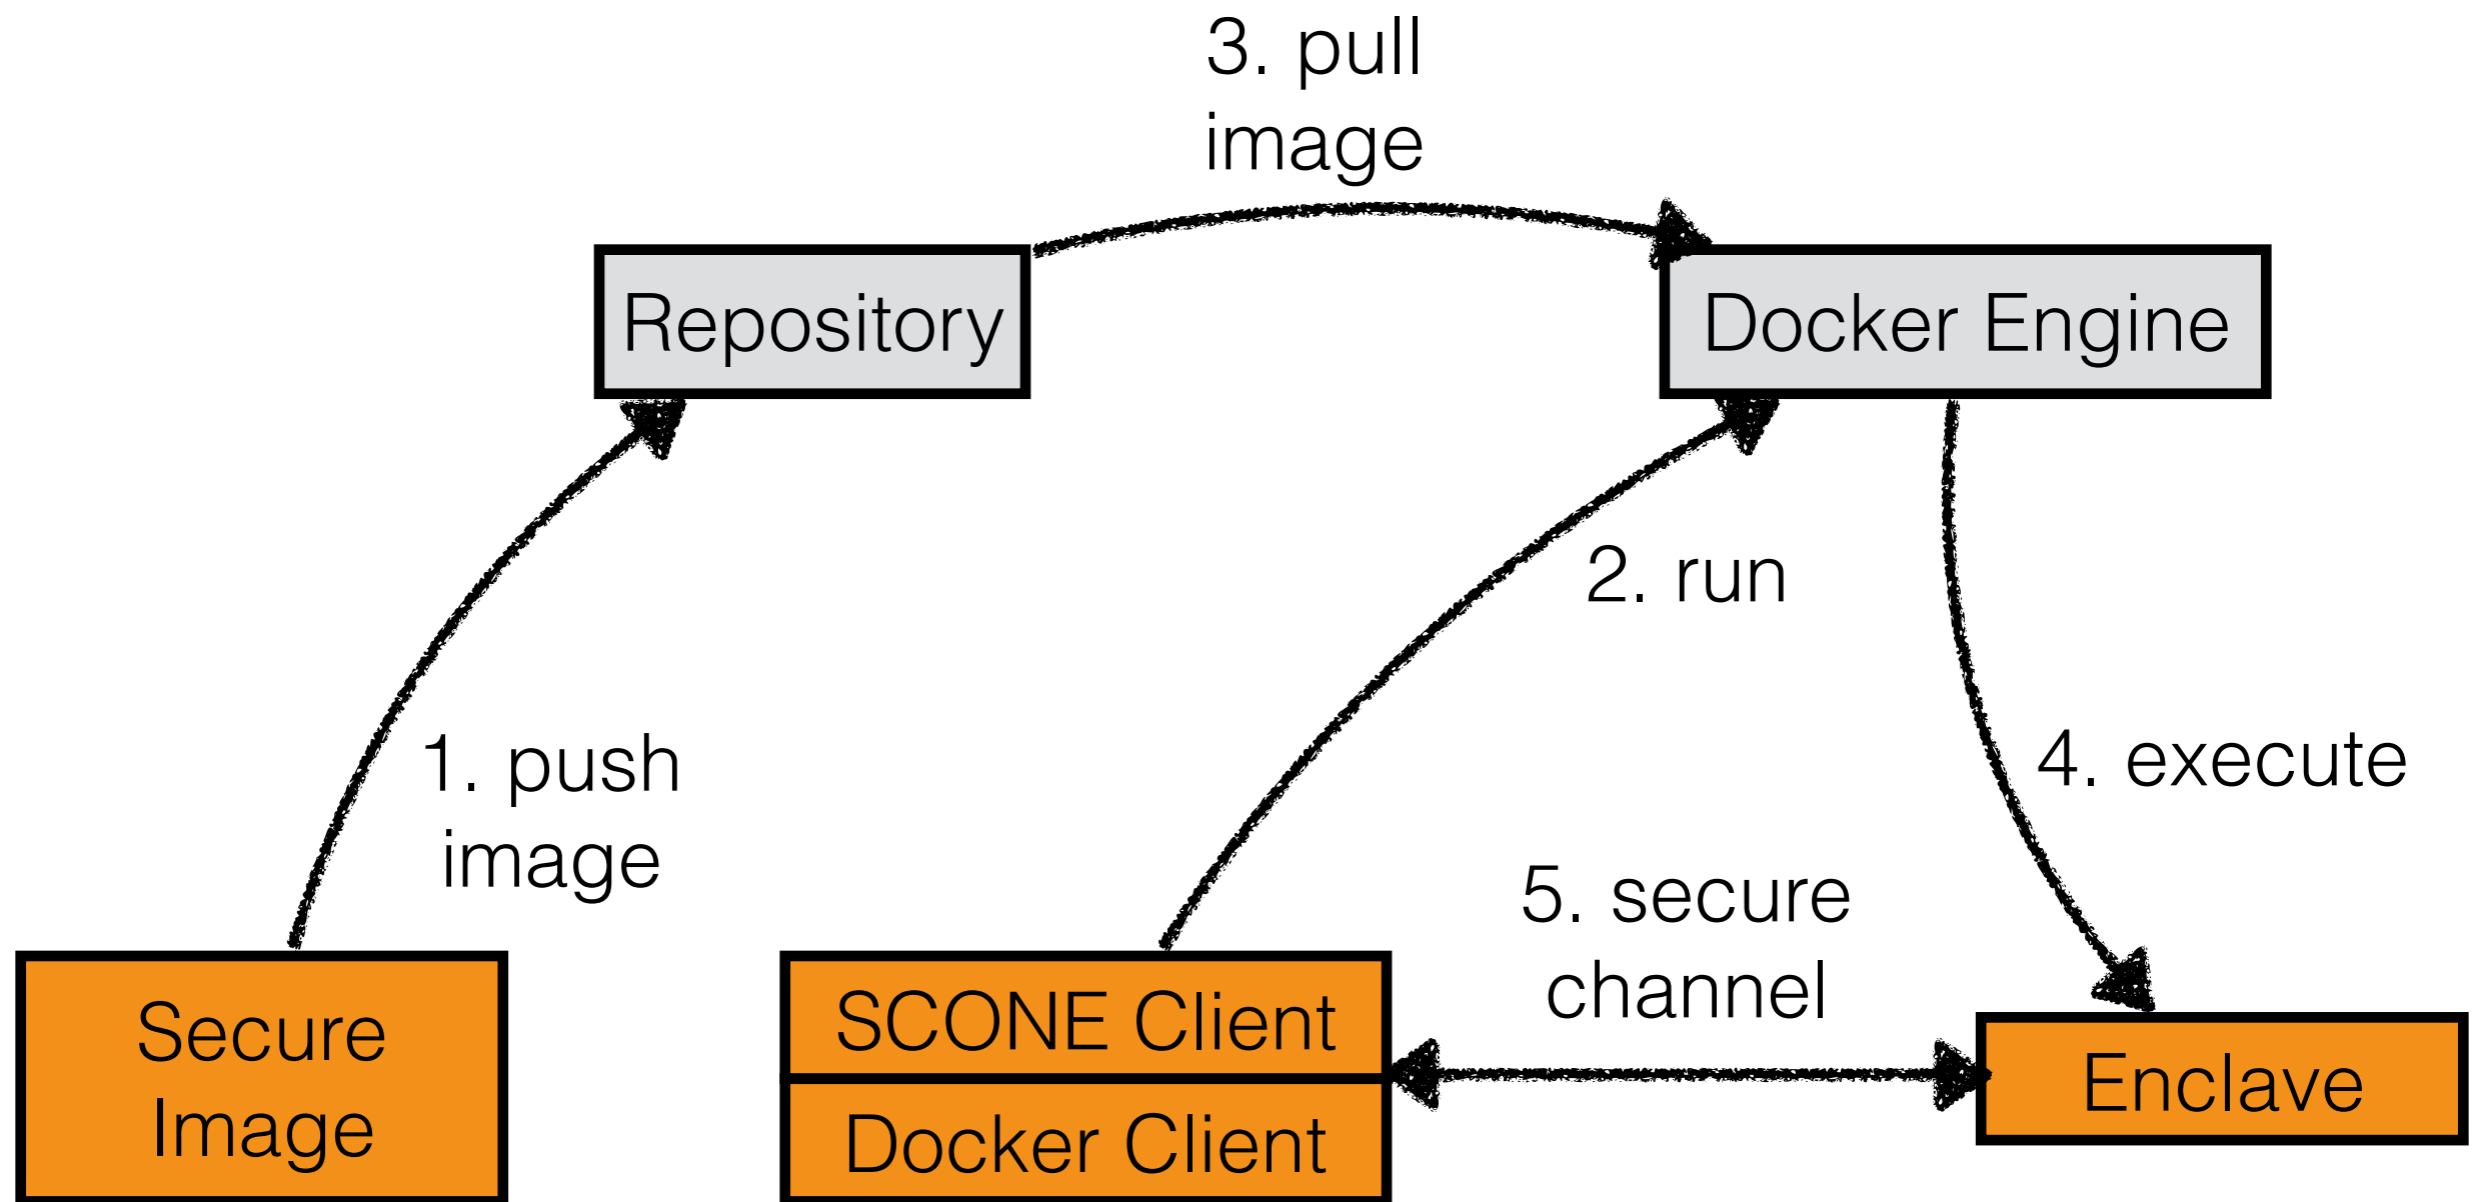 3. pull
image
Repository
Docker Engine
2. run
1. push
image
4. execute
5. secure
channel
Secure
Image
SCONE Client
Docker Client
Enclave